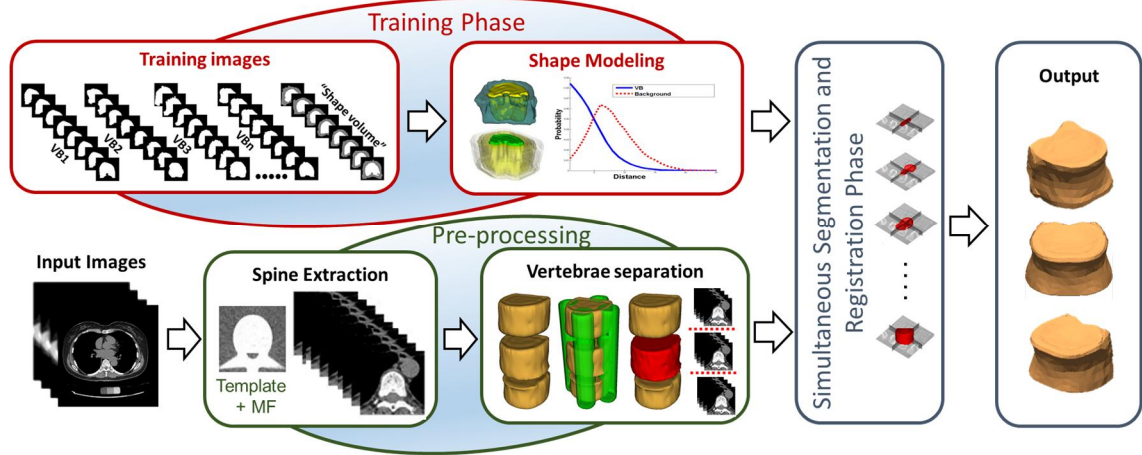 Training Phase
Training images
VB1
VB2
VB3
VBn
"Shape volume"
Shape Modeling
VB
Background
Probability
Distance
Pre-processing
Input Images
Spine Extraction
Template
+ MF
Vertebrae separation
Simultaneous Segmentation and
Registration Phase
Output